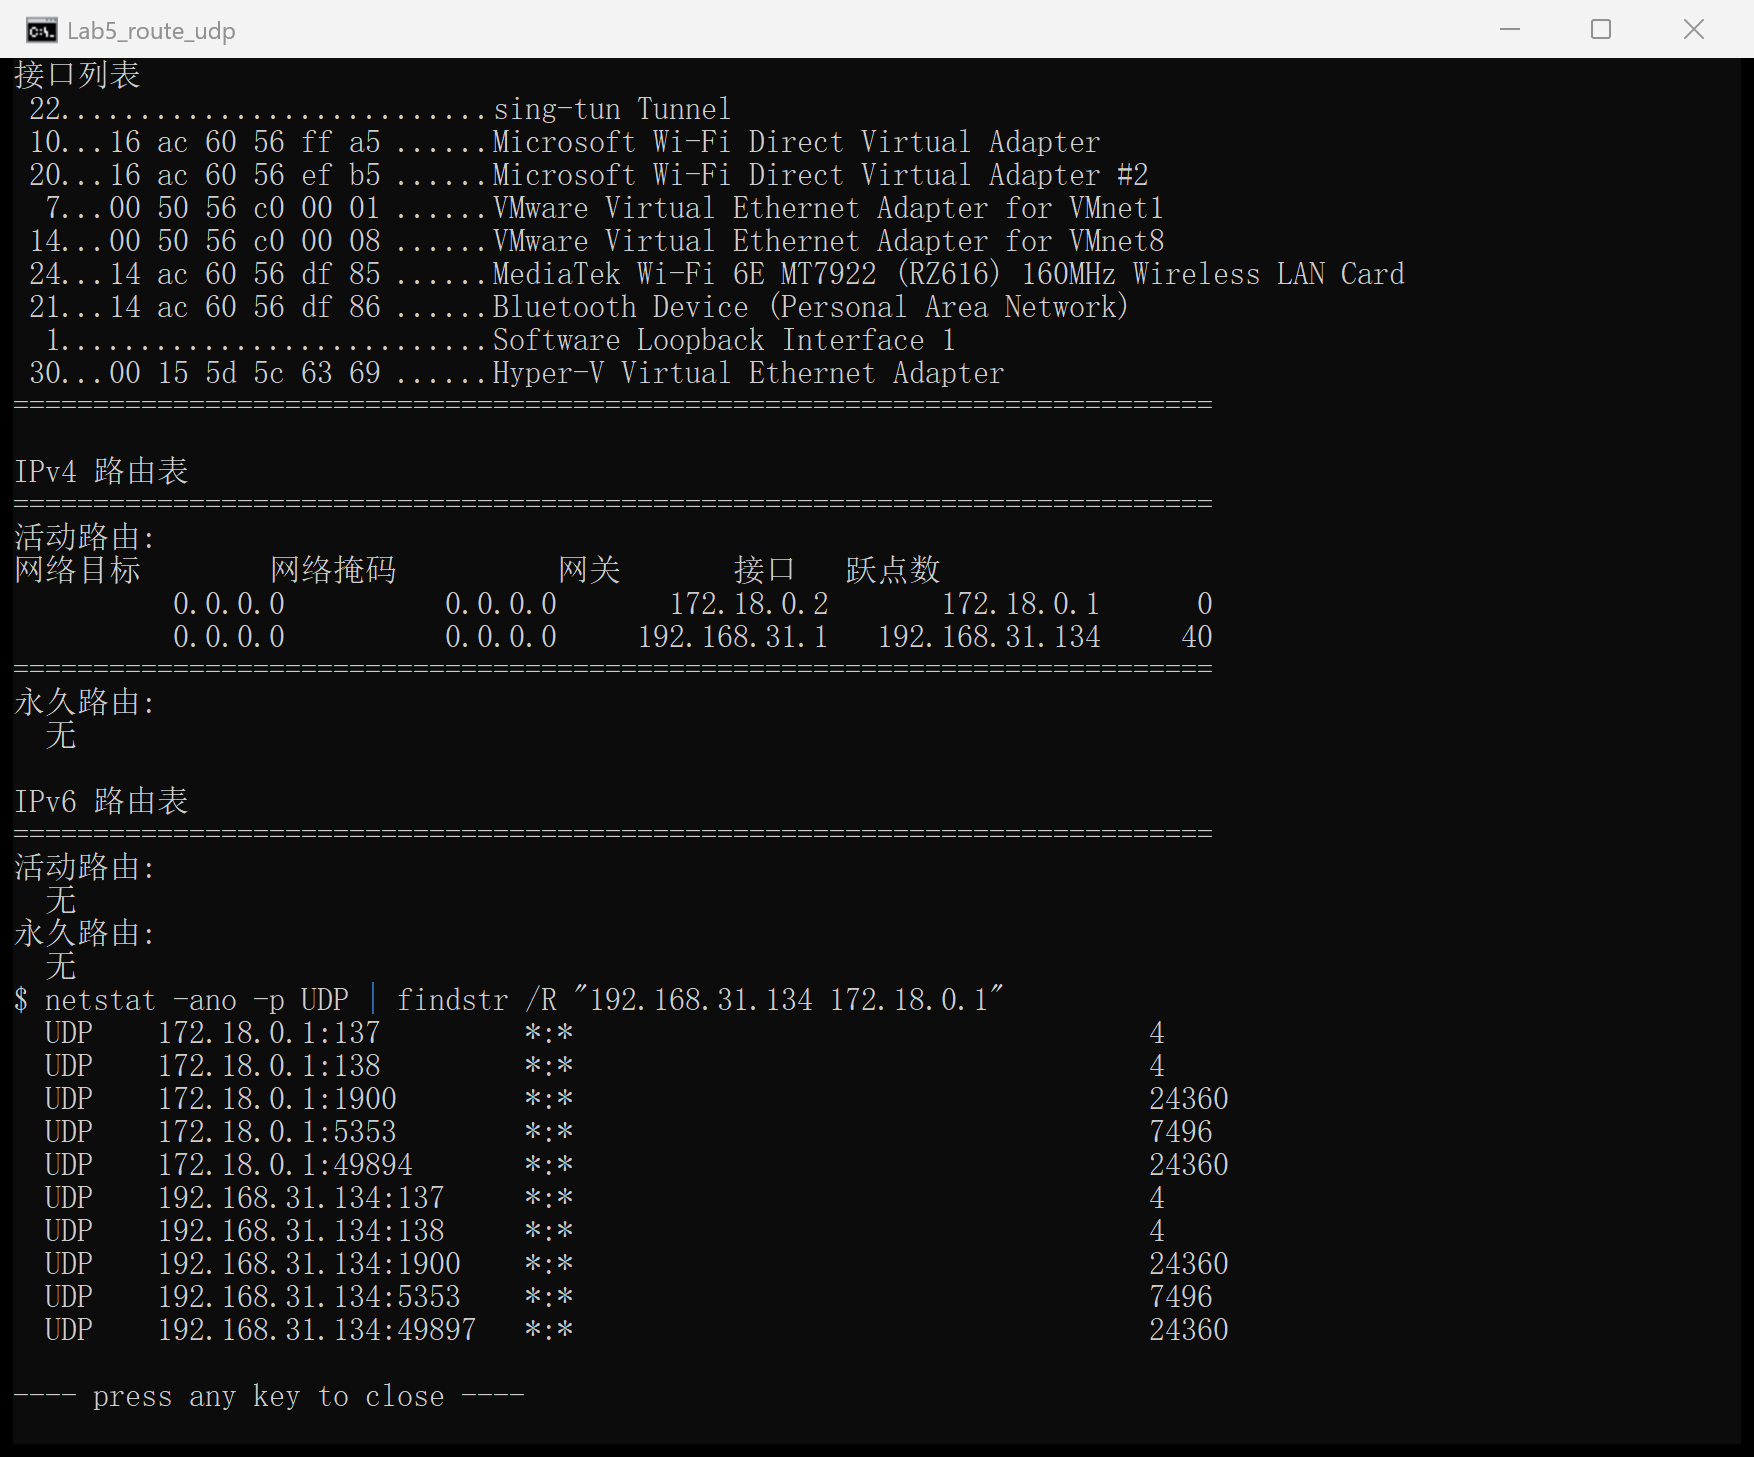 Lab5_route_udp
接口列表
 22...........................sing-tun Tunnel
 10...16 ac 60 56 ff a5 ......Microsoft Wi-Fi Direct Virtual Adapter
 20...16 ac 60 56 ef b5 ......Microsoft Wi-Fi Direct Virtual Adapter #2
  7...00 50 56 c0 00 01 ......VMware Virtual Ethernet Adapter for VMnet1
 14...00 50 56 c0 00 08 ......VMware Virtual Ethernet Adapter for VMnet8
 24...14 ac 60 56 df 85 ......MediaTek Wi-Fi 6E MT7922 (RZ616) 160MHz Wireless LAN Card
 21...14 ac 60 56 df 86 ......Bluetooth Device (Personal Area Network)
  1...........................Software Loopback Interface 1
 30...00 15 5d 5c 63 69 ......Hyper-V Virtual Ethernet Adapter
===========================================================================
IPv4 路由表
===========================================================================
活动路由:
网络目标        网络掩码          网关       接口   跃点数
          0.0.0.0          0.0.0.0       172.18.0.2       172.18.0.1      0
          0.0.0.0          0.0.0.0     192.168.31.1   192.168.31.134     40
===========================================================================
永久路由:
  无
IPv6 路由表
===========================================================================
活动路由:
  无
永久路由:
  无
$ netstat -ano -p UDP | findstr /R "192.168.31.134 172.18.0.1"
  UDP    172.18.0.1:137         *:*                                    4
  UDP    172.18.0.1:138         *:*                                    4
  UDP    172.18.0.1:1900        *:*                                    24360
  UDP    172.18.0.1:5353        *:*                                    7496
  UDP    172.18.0.1:49894       *:*                                    24360
  UDP    192.168.31.134:137     *:*                                    4
  UDP    192.168.31.134:138     *:*                                    4
  UDP    192.168.31.134:1900    *:*                                    24360
  UDP    192.168.31.134:5353    *:*                                    7496
  UDP    192.168.31.134:49897   *:*                                    24360
---- press any key to close ----